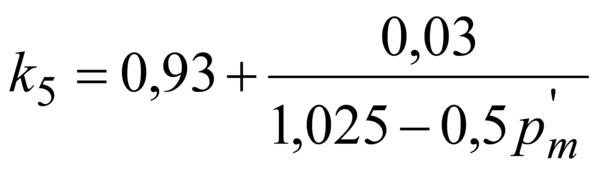 k₅ = 0,93 + 0,03 / (1,025 − 0,5 p'ₘ)